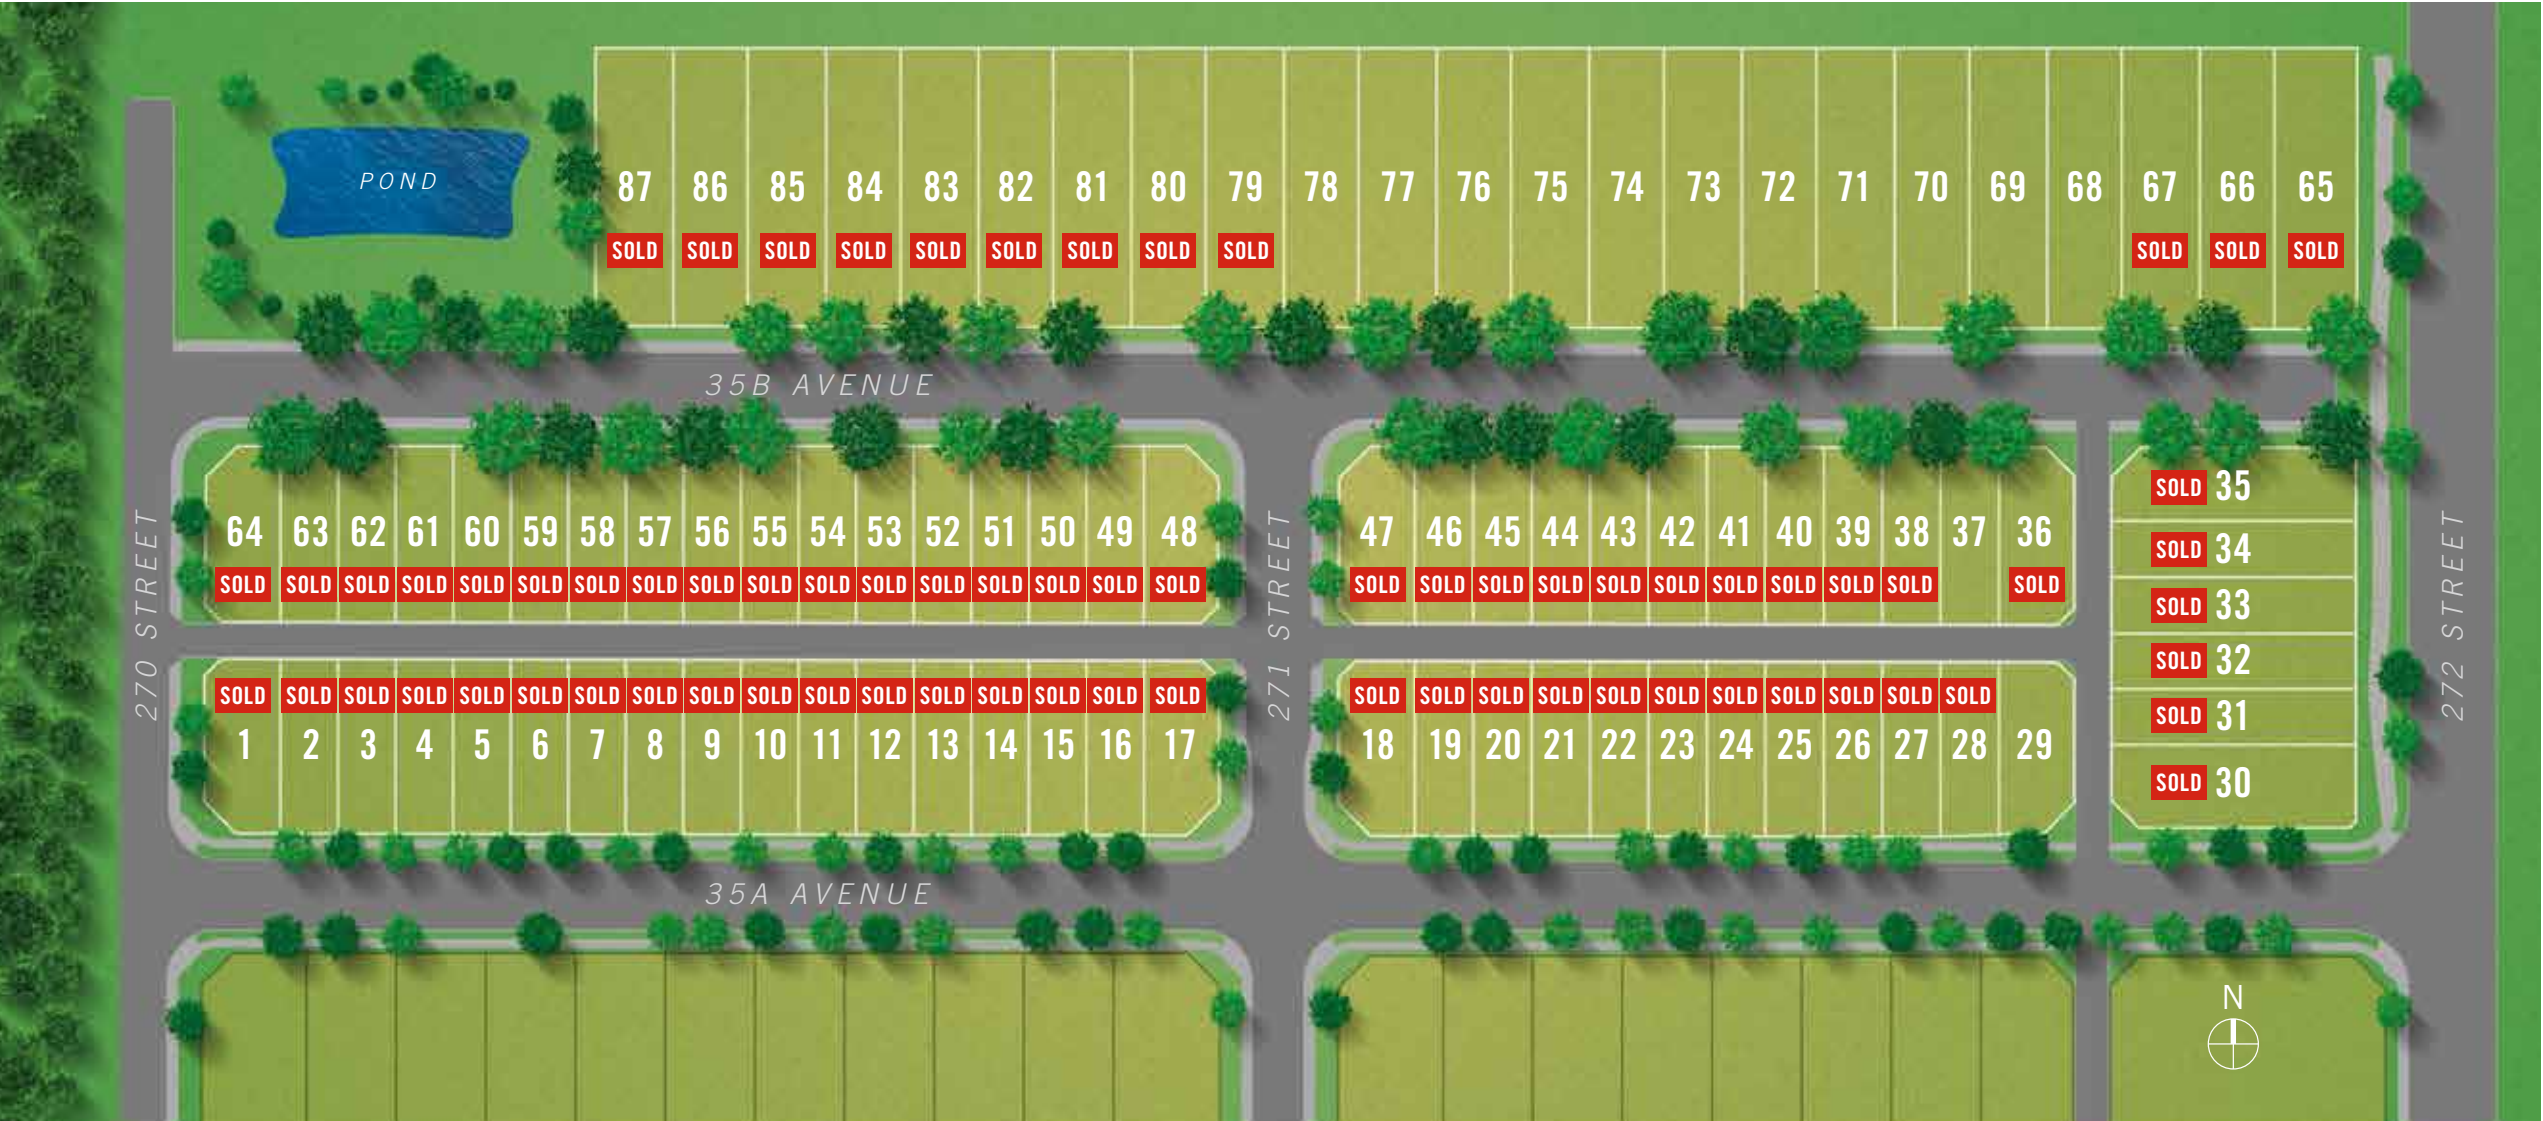 POND
87 86 85 84 83 82 81 80 79 78 77 76 75 74 73 72 71 70 69 68 67 66 65
SOLD SOLD SOLD SOLD SOLD SOLD SOLD SOLD SOLD SOLD SOLD SOLD
35B AVENUE
270 STREET
64 63 62 61 60 59 58 57 56 55 54 53 52 51 50 49 48
SOLD SOLD SOLD SOLD SOLD SOLD SOLD SOLD SOLD SOLD SOLD SOLD SOLD SOLD SOLD SOLD SOLD
271 STREET
47 46 45 44 43 42 41 40 39 38 37 36
SOLD SOLD SOLD SOLD SOLD SOLD SOLD SOLD SOLD SOLD SOLD
SOLD 35
SOLD 34
SOLD 33
SOLD 32
SOLD 31
SOLD 30
272 STREET
SOLD SOLD SOLD SOLD SOLD SOLD SOLD SOLD SOLD SOLD SOLD SOLD SOLD SOLD SOLD SOLD SOLD
1 2 3 4 5 6 7 8 9 10 11 12 13 14 15 16 17
SOLD SOLD SOLD SOLD SOLD SOLD SOLD SOLD SOLD SOLD SOLD
18 19 20 21 22 23 24 25 26 27 28 29
35A AVENUE
N